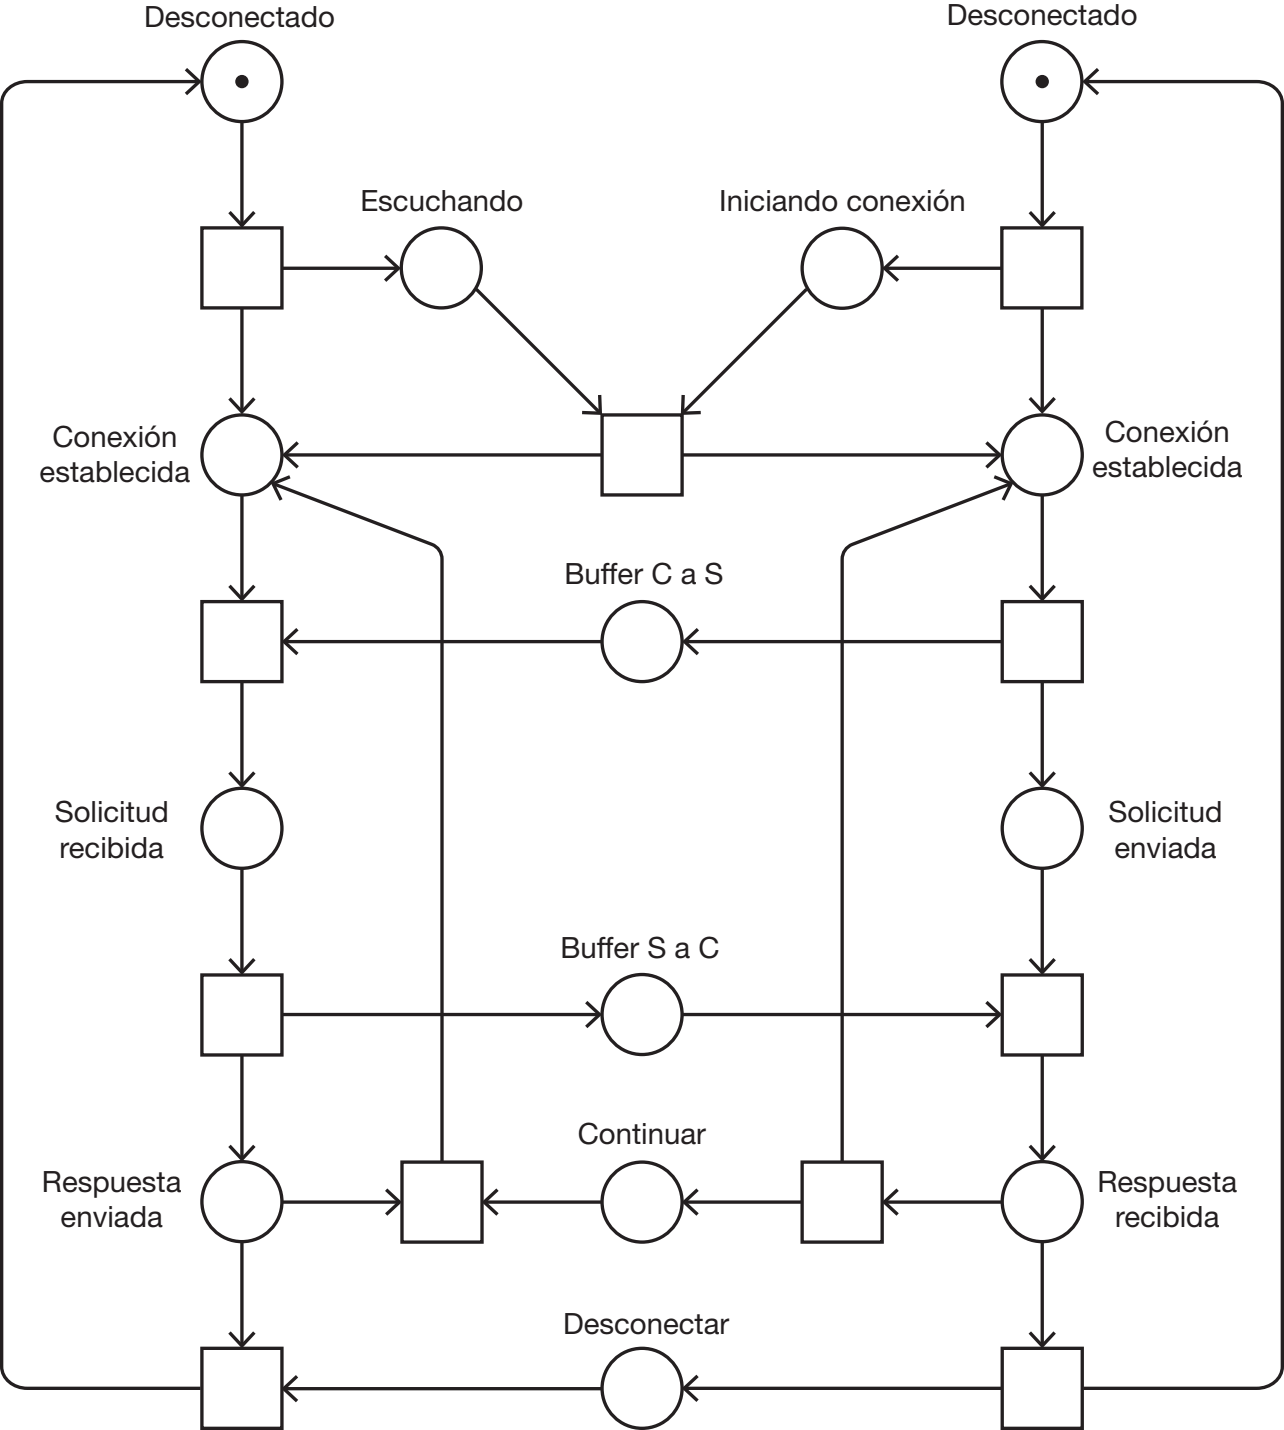 Desconectado
Desconectado
Escuchando
Iniciando conexión
Conexión
establecida
Conexión
establecida
Buffer C a S
Solicitud
recibida
Solicitud
enviada
Buffer S a C
Continuar
Respuesta
enviada
Respuesta
recibida
Desconectar